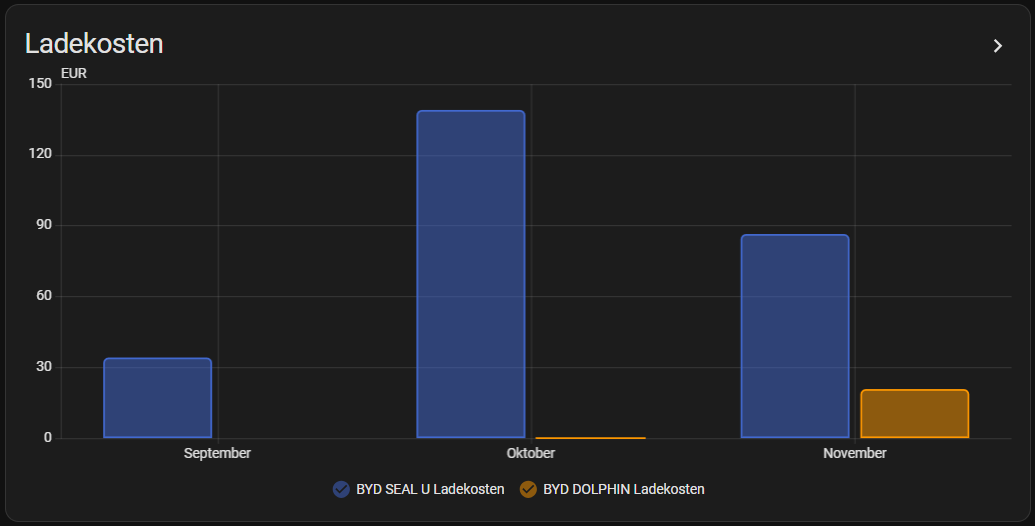 Ladekosten
EUR
150
120
90
60
30
0
September Oktober November
BYD SEAL U Ladekosten BYD DOLPHIN Ladekosten